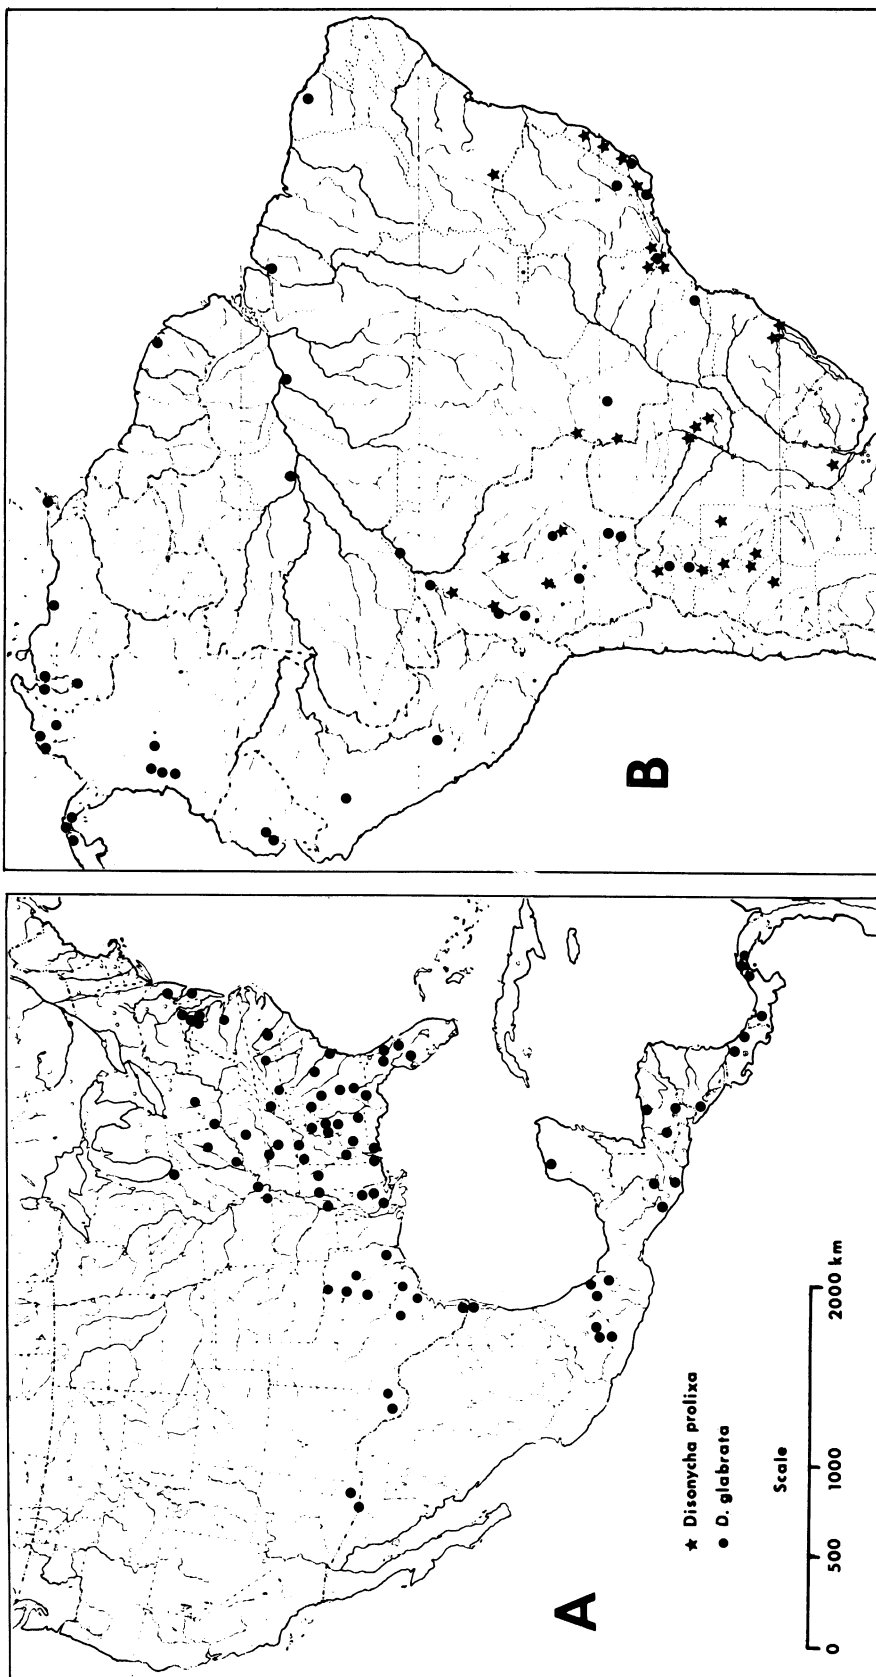 A
★ Disonycha prolixa
● D. glabrata
Scale
0 500 1000 2000 km
B